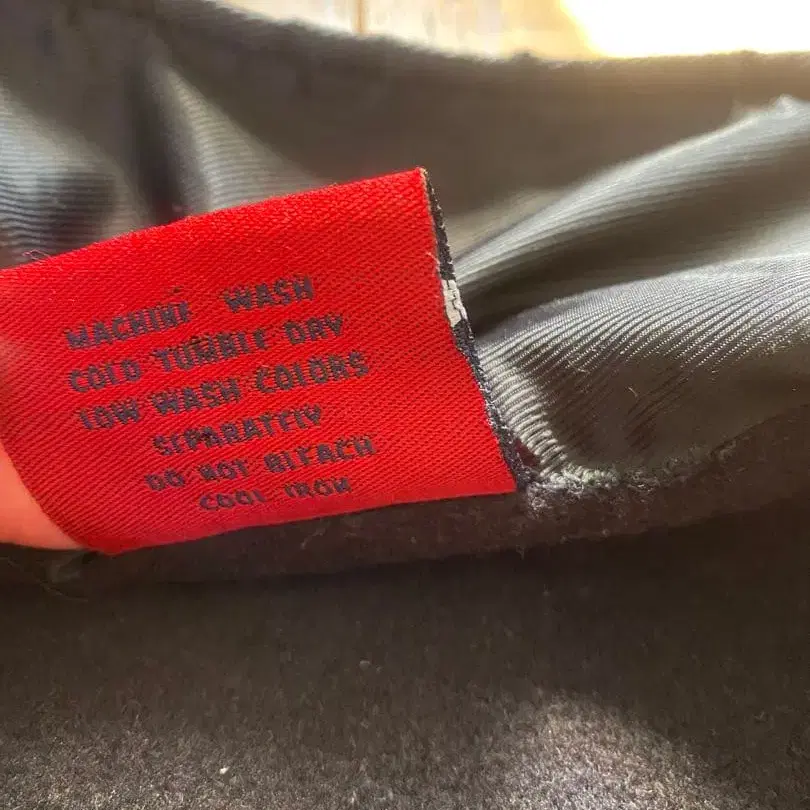 MACHINE WASH
COLD TUMBLE DRY
LOW WASH COLORS
SEPARATELY
DO NOT BLEACH
COOL IRON